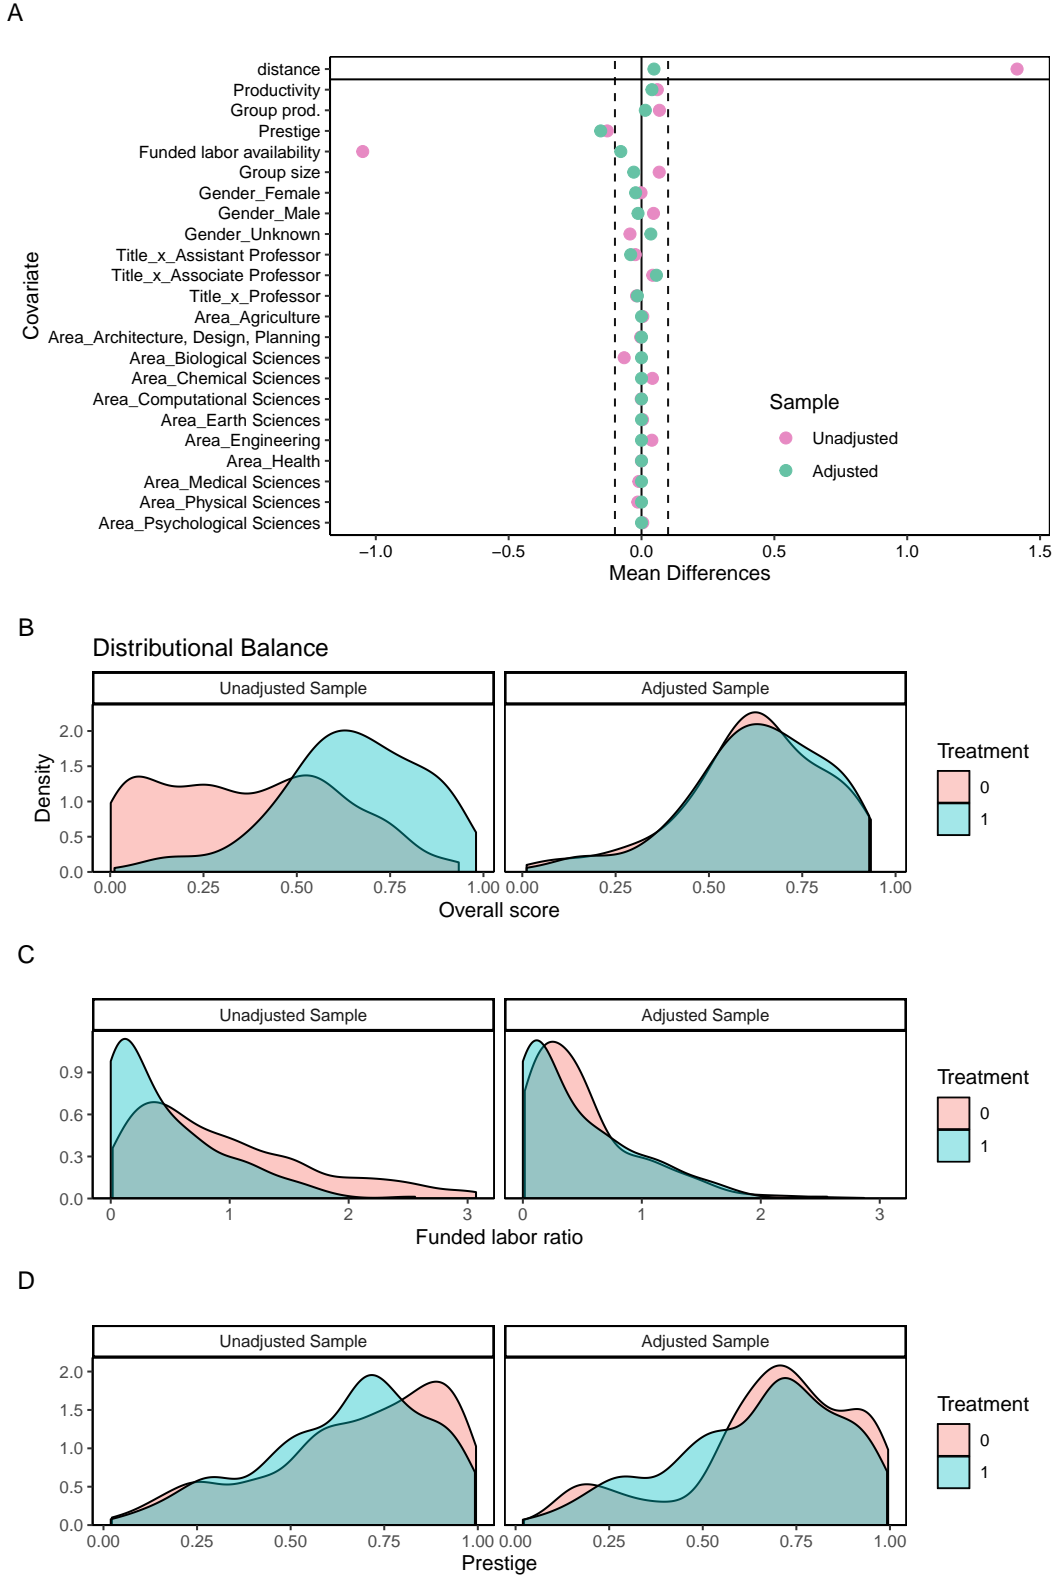 A
distance
Productivity
Group prod.
Prestige
Funded labor availability
Group size
Gender_Female
Gender_Male
Gender_Unknown
Title_x_Assistant Professor
Title_x_Associate Professor
Title_x_Professor
Area_Agriculture
Area_Architecture, Design, Planning
Area_Biological Sciences
Area_Chemical Sciences
Area_Computational Sciences
Area_Earth Sciences
Area_Engineering
Area_Health
Area_Medical Sciences
Area_Physical Sciences
Area_Psychological Sciences
Covariate
Sample
Unadjusted
Adjusted
−1.0 −0.5 0.0 0.5 1.0 1.5
Mean Differences
B
Distributional Balance
Unadjusted Sample Adjusted Sample
2.0
1.5
1.0
0.5
0.0
Density
0.00 0.25 0.50 0.75 1.00 0.00 0.25 0.50 0.75 1.00
Overall score
Treatment
0
1
C
Unadjusted Sample Adjusted Sample
0.9
0.6
0.3
0.0
0 1 2 3 0 1 2 3
Funded labor ratio
Treatment
0
1
D
Unadjusted Sample Adjusted Sample
2.0
1.5
1.0
0.5
0.0
0.00 0.25 0.50 0.75 1.00 0.00 0.25 0.50 0.75 1.00
Prestige
Treatment
0
1